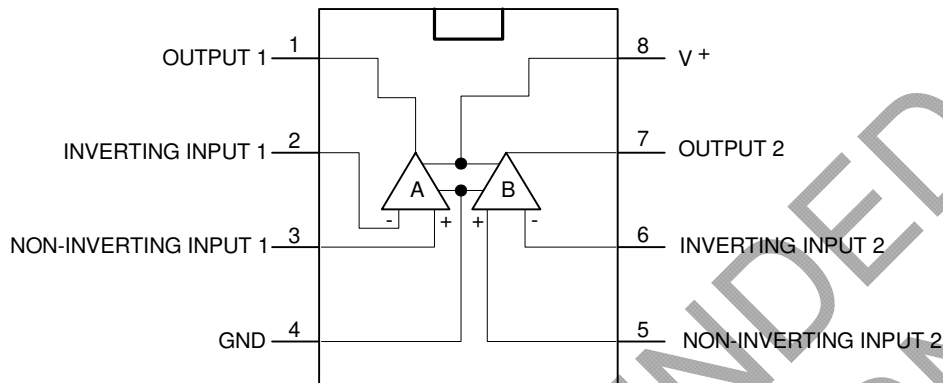 OUTPUT 1 1
8 V+
INVERTING INPUT 1 2
7 OUTPUT 2
A B
- + + -
NON-INVERTING INPUT 1 3
6 INVERTING INPUT 2
GND 4
5 NON-INVERTING INPUT 2